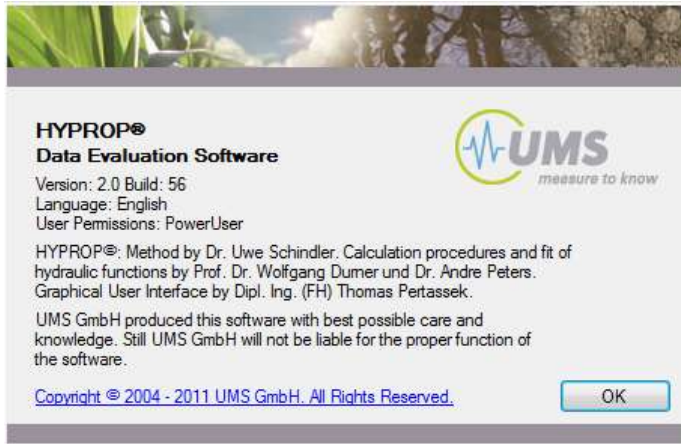 HYPROP®
Data Evaluation Software
UMS
measure to know
Version: 2.0 Build: 56
Language: English
User Permissions: PowerUser
HYPROP®: Method by Dr. Uwe Schindler. Calculation procedures and fit of
hydraulic functions by Prof. Dr. Wolfgang Durner und Dr. Andre Peters.
Graphical User Interface by Dipl. Ing. (FH) Thomas Pertassek.
UMS GmbH produced this software with best possible care and
knowledge. Still UMS GmbH will not be liable for the proper function of
the software.
Copyright © 2004 - 2011 UMS GmbH. All Rights Reserved.
OK